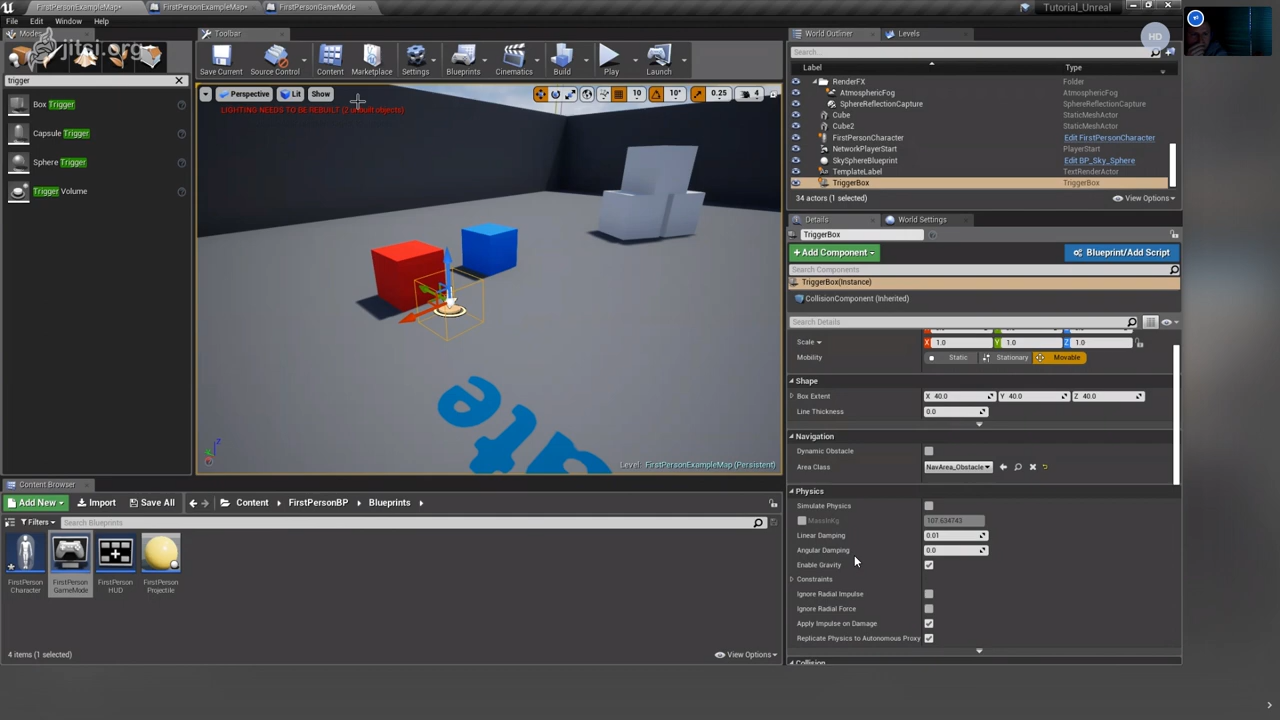 FirstPersonExampleMap*
FirstPersonExampleMap*
FirstPersonGameMode
Tutorial_Unreal
File Edit Window Help
Modes
Toolbar
World Outliner
Levels
jitsi.org
HD
trigger
Save Current
Source Control
Content
Marketplace
Settings
Blueprints
Cinematics
Build
Play
Launch
Search...
Label
Type
RenderFX
Folder
AtmosphericFog
AtmosphericFog
SphereReflectionCapture
SphereReflectionCapture
Cube
StaticMeshActor
Cube2
StaticMeshActor
FirstPersonCharacter
Edit FirstPersonCharacter
NetworkPlayerStart
PlayerStart
SkySphereBlueprint
Edit BP_Sky_Sphere
TemplateLabel
TextRenderActor
TriggerBox
TriggerBox
34 actors (1 selected)
View Options
Box Trigger
Capsule Trigger
Sphere Trigger
Trigger Volume
Perspective
Lit
Show
10
10°
0.25
4
LIGHTING NEEDS TO BE REBUILT (2 unbuilt objects)
Level: FirstPersonExampleMap (Persistent)
Details
World Settings
TriggerBox
+Add Component
Blueprint/Add Script
Search Components
TriggerBox(Instance)
CollisionComponent (Inherited)
Search Details
Scale
X 1.0
Y 1.0
Z 1.0
Mobility
Static
Stationary
Movable
Shape
Box Extent
X 40.0
Y 40.0
Z 40.0
Line Thickness
0.0
Navigation
Dynamic Obstacle
Area Class
NavArea_Obstacle
Physics
Simulate Physics
MassInKg
107.634743
Linear Damping
0.01
Angular Damping
0.0
Enable Gravity
Constraints
Ignore Radial Impulse
Ignore Radial Force
Apply Impulse on Damage
Replicate Physics to Autonomous Proxy
Collision
Content Browser
Add New
Import
Save All
Content
FirstPersonBP
Blueprints
Filters
Search Blueprints
FirstPerson
Character
FirstPerson
GameMode
FirstPerson
HUD
FirstPerson
Projectile
4 items (1 selected)
View Options